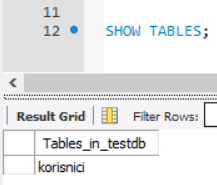 11
12 SHOW TABLES;
Result Grid Filter Rows:
Tables_in_testdb
korisnici